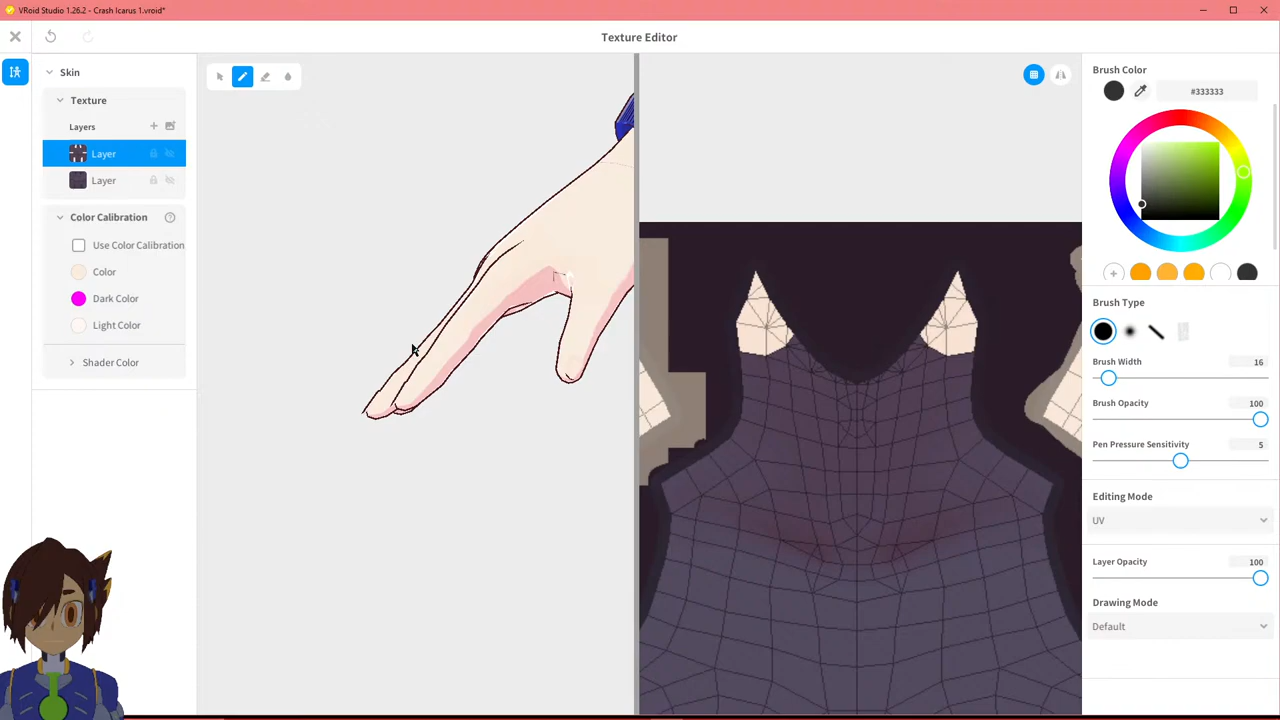 VRoid Studio 1.26.2 - Crash Icarus 1.vroid*
Texture Editor
Skin
Texture
Layers
Layer
Layer
Color Calibration
Use Color Calibration
Color
Dark Color
Light Color
Shader Color
Brush Color
#333333
Brush Type
Brush Width 16
Brush Opacity 100
Pen Pressure Sensitivity 5
Editing Mode
UV
Layer Opacity 100
Drawing Mode
Default